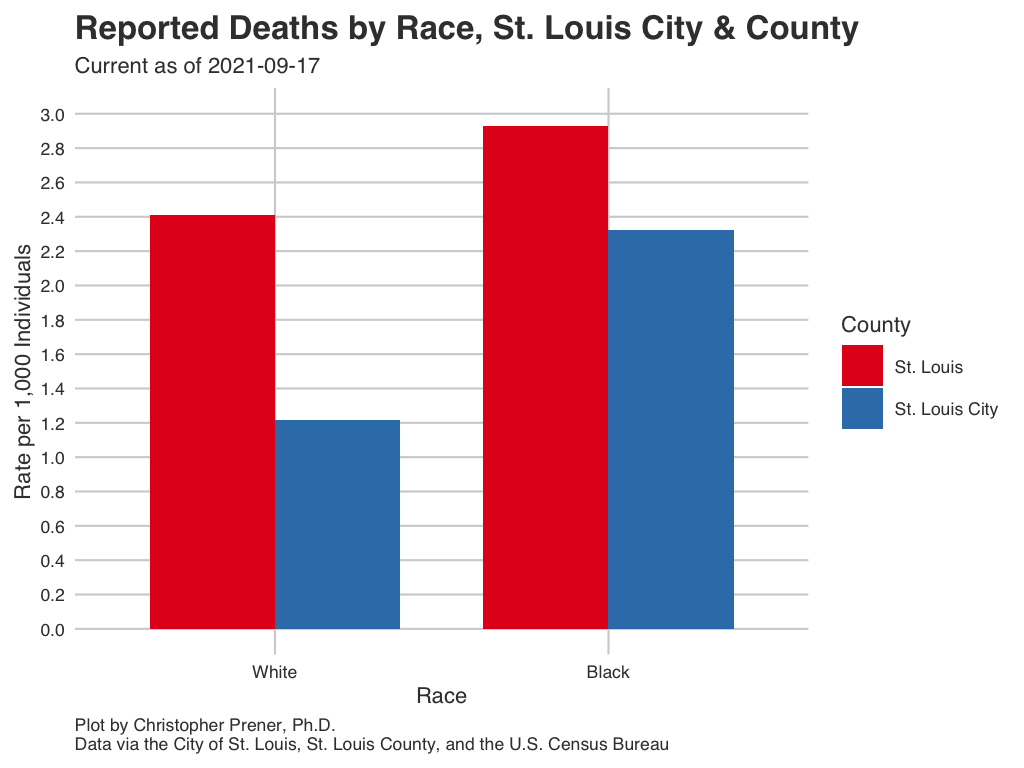 Reported Deaths by Race, St. Louis City & County
Current as of 2021-09-17
Rate per 1,000 Individuals
3.0
2.8
2.6
2.4
2.2
2.0
1.8
1.6
1.4
1.2
1.0
0.8
0.6
0.4
0.2
0.0
White
Black
Race
County
St. Louis
St. Louis City
Plot by Christopher Prener, Ph.D.
Data via the City of St. Louis, St. Louis County, and the U.S. Census Bureau